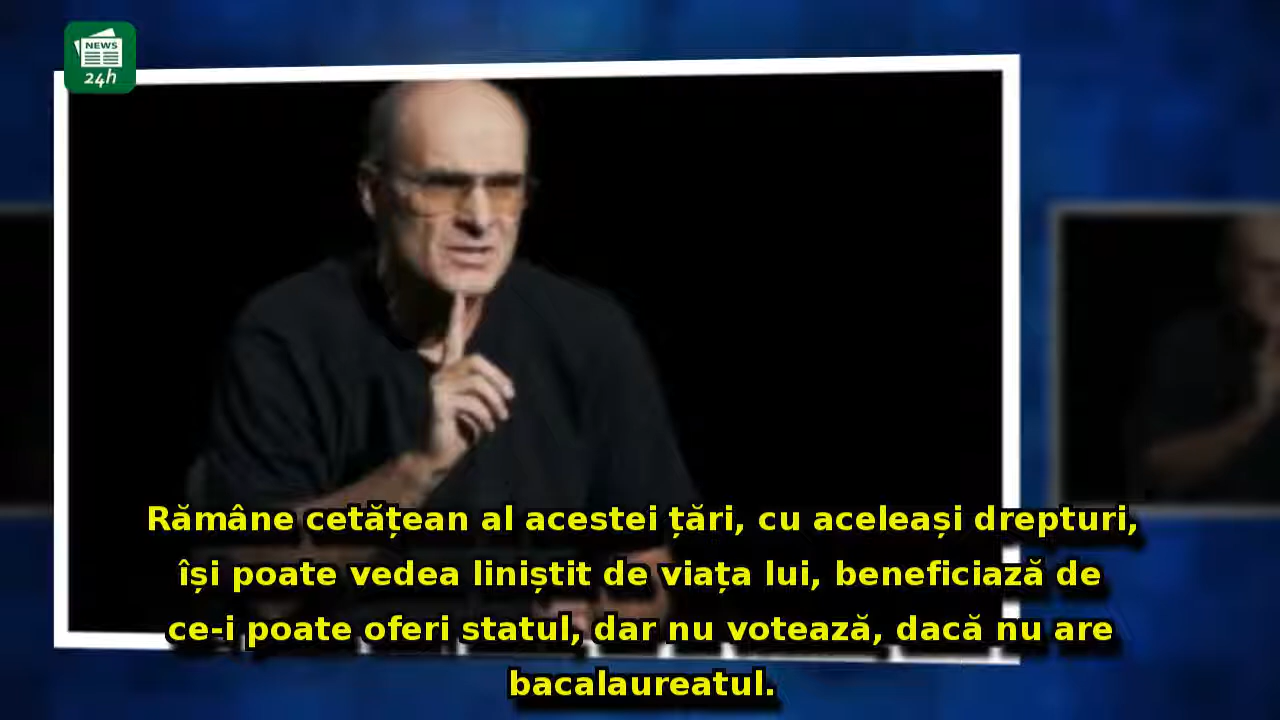 NEWS
24h
Rămâne cetățean al acestei țări, cu aceleași drepturi,
își poate vedea liniștit de viața lui, beneficiază de
ce-i poate oferi statul, dar nu votează, dacă nu are
bacalaureatul.